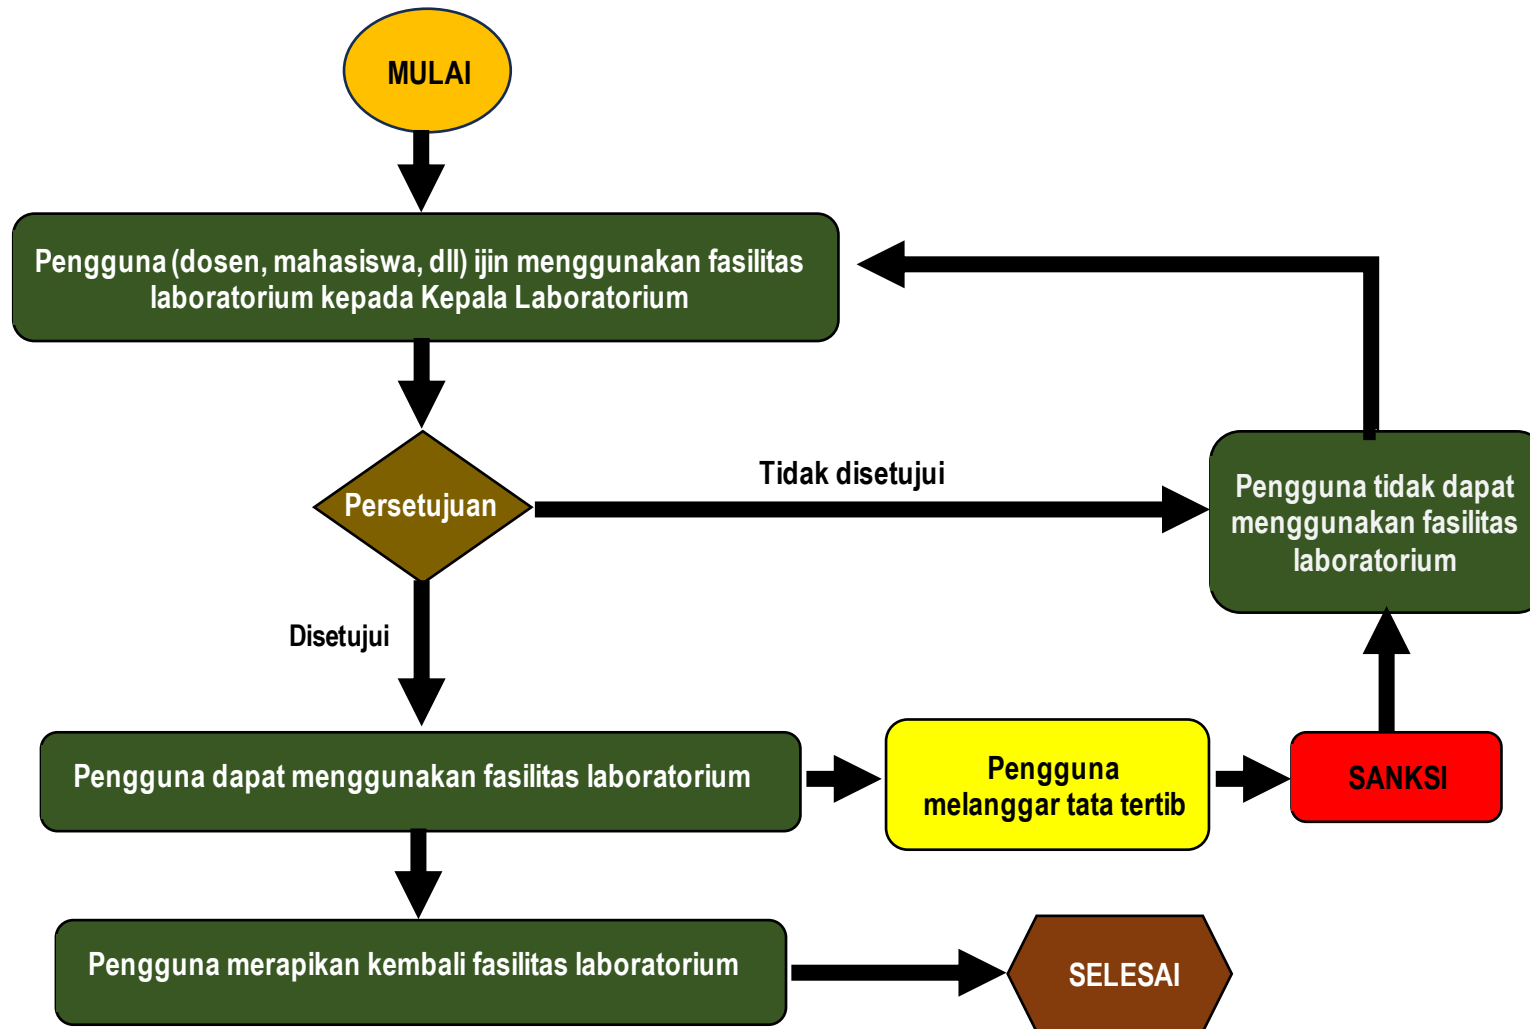 MULAI
Pengguna (dosen, mahasiswa, dll) ijin menggunakan fasilitas
laboratorium kepada Kepala Laboratorium
Persetujuan
Tidak disetujui
Pengguna tidak dapat
menggunakan fasilitas
laboratorium
Disetujui
Pengguna dapat menggunakan fasilitas laboratorium
Pengguna
melanggar tata tertib
SANKSI
Pengguna merapikan kembali fasilitas laboratorium
SELESAI